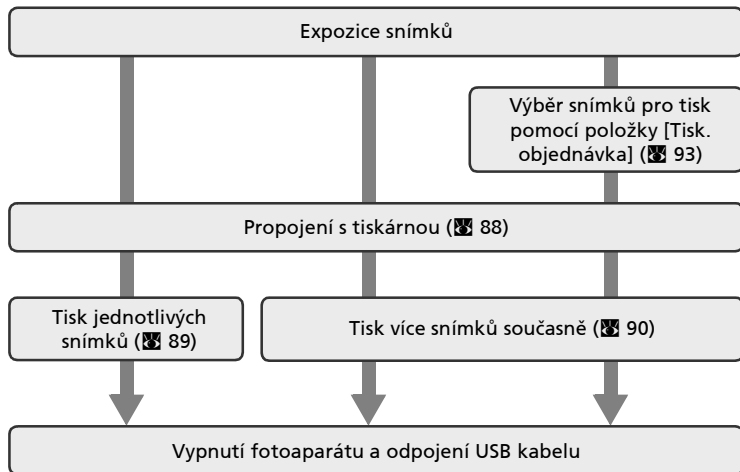 Expozice snímků
Výběr snímků pro tisk
pomocí položky [Tisk.
objednávka] (93)
Propojení s tiskárnou (88)
Tisk jednotlivých
snímků (89)
Tisk více snímků současně (90)
Vypnutí fotoaparátu a odpojení USB kabelu